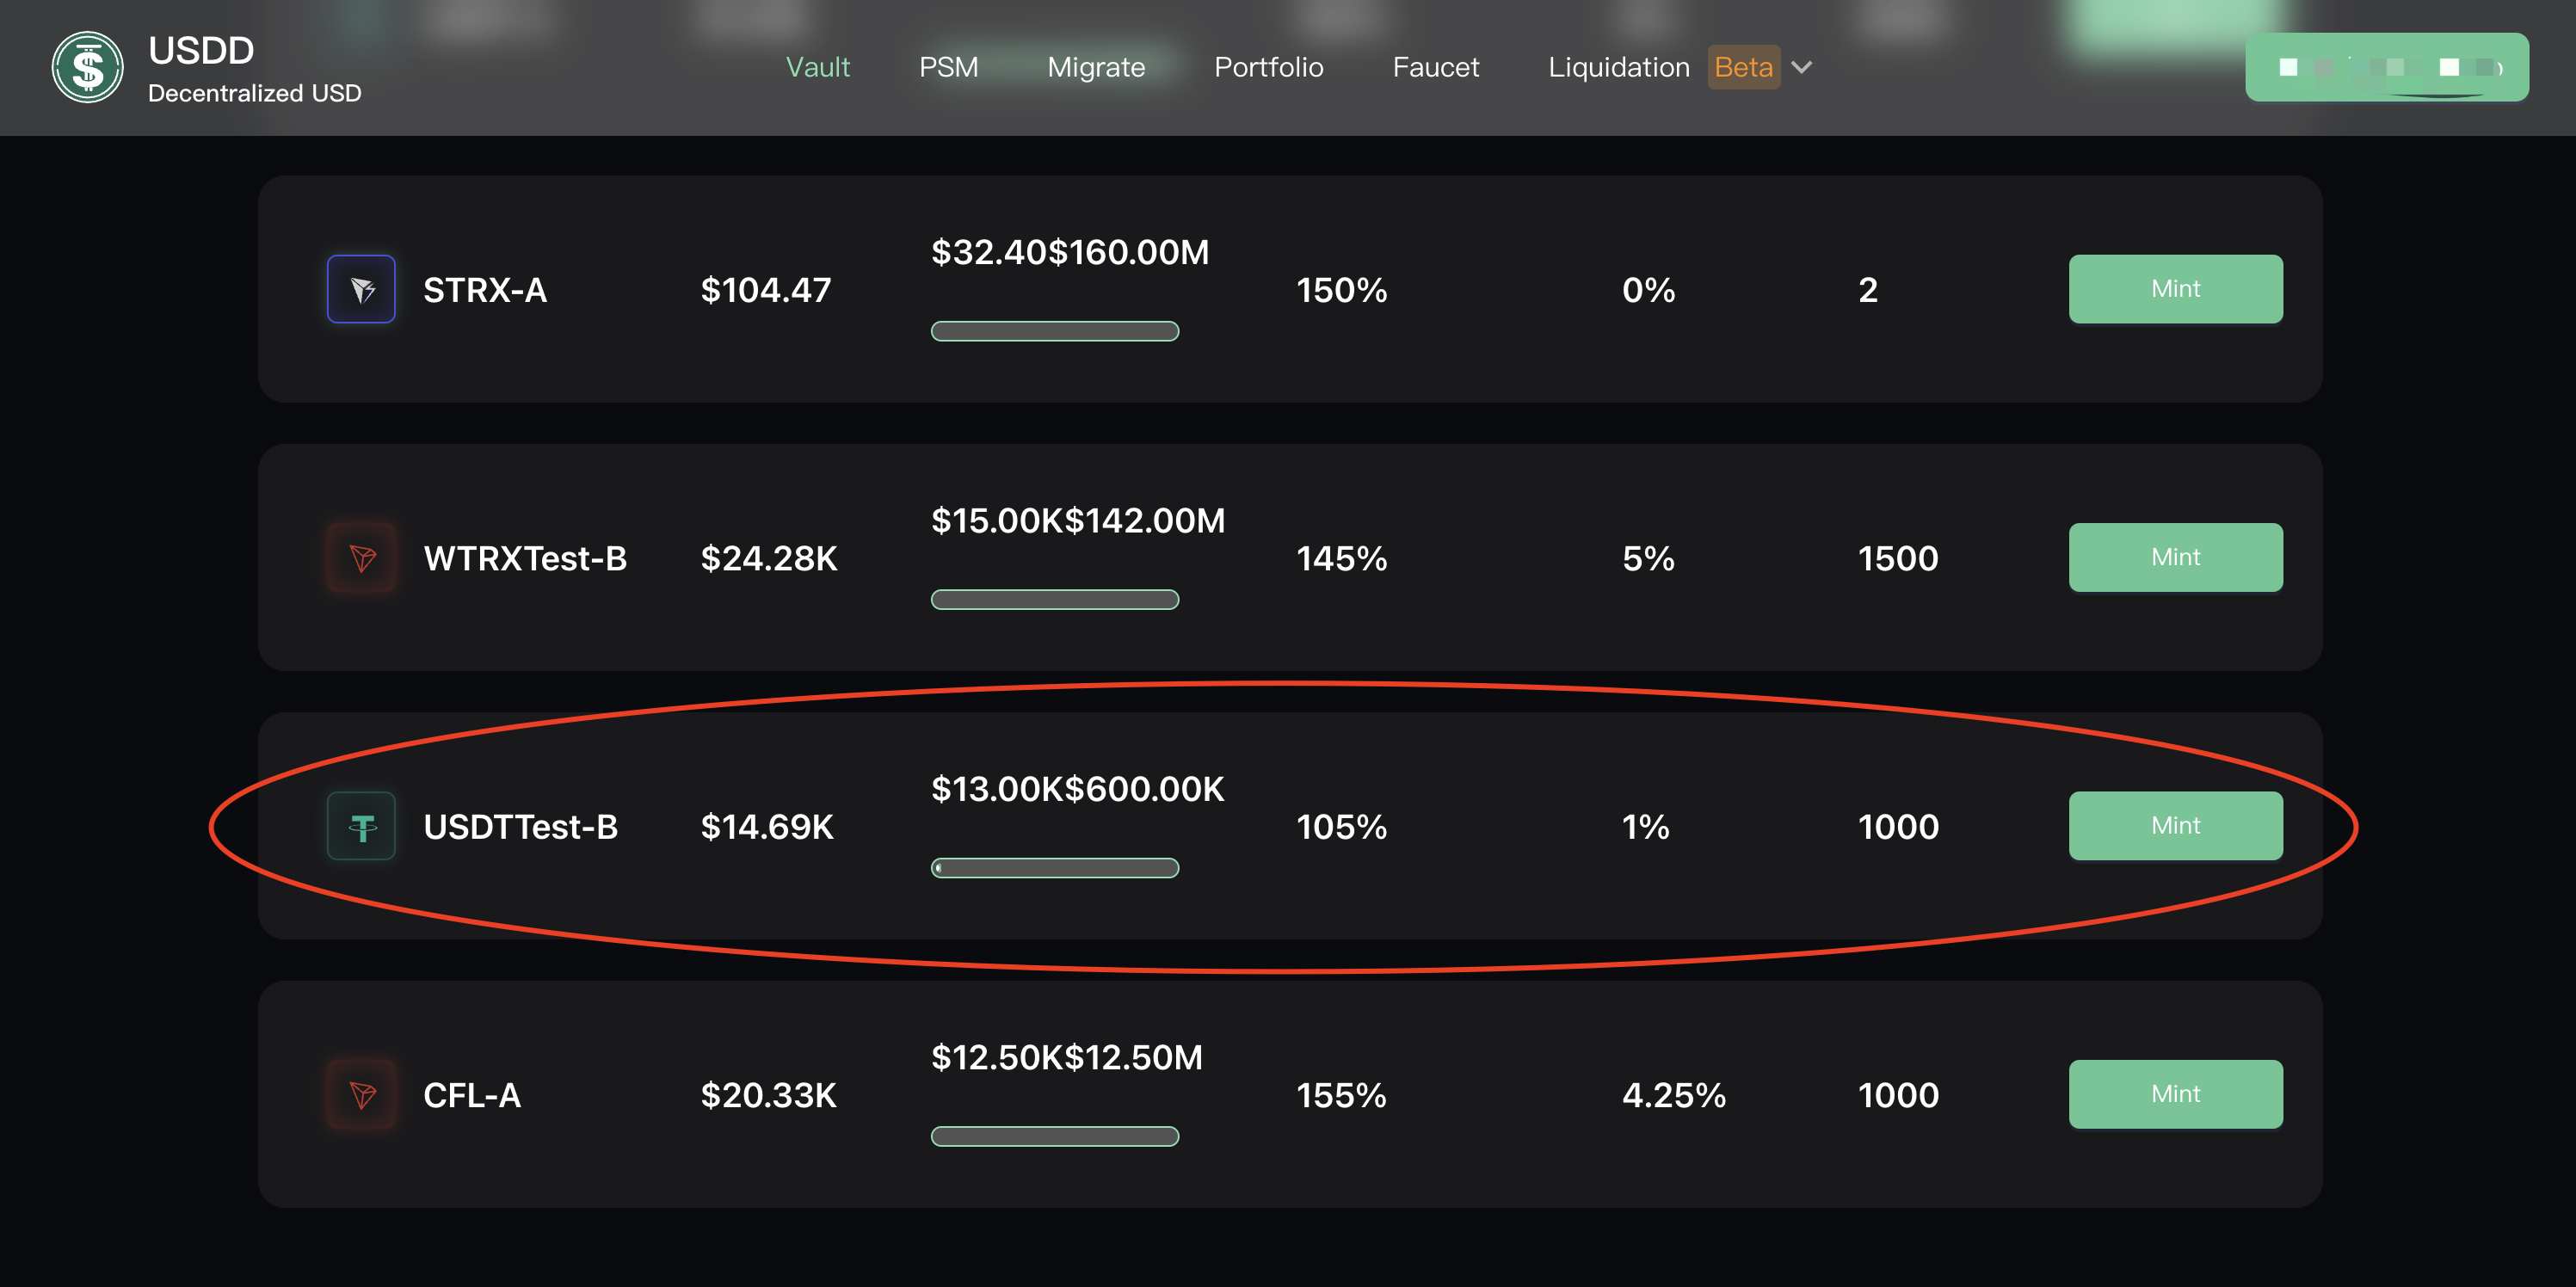 USDD
Decentralized USD
Vault PSM Migrate Portfolio Faucet Liquidation Beta
$32.40$160.00M
STRX-A $104.47 150% 0% 2 Mint
$15.00K$142.00M
WTRXTest-B $24.28K 145% 5% 1500 Mint
$13.00K$600.00K
USDTTest-B $14.69K 105% 1% 1000 Mint
$12.50K$12.50M
CFL-A $20.33K 155% 4.25% 1000 Mint